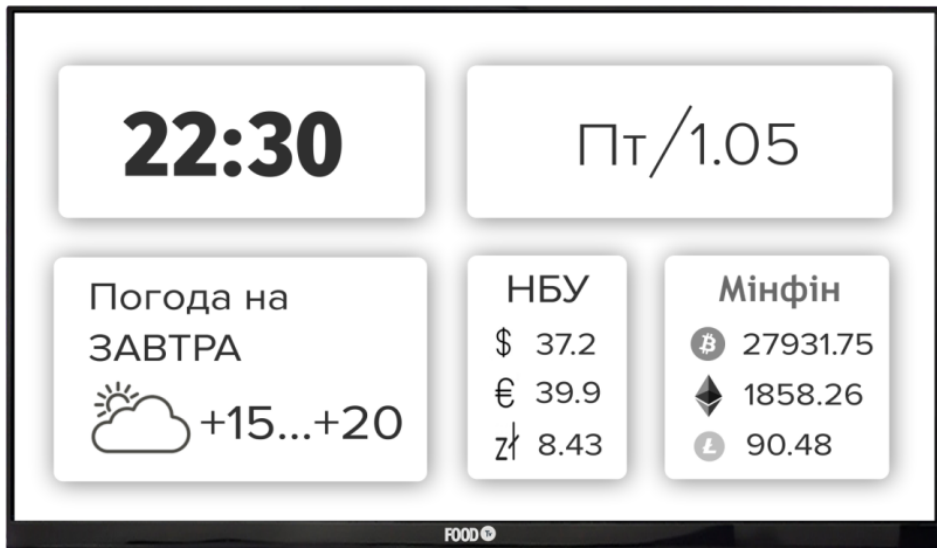 22:30
Пт/1.05
Погода на
ЗАВТРА
+15...+20
НБУ
$ 37.2
€ 39.9
zł 8.43
Мінфін
27931.75
1858.26
90.48
FOOD TV